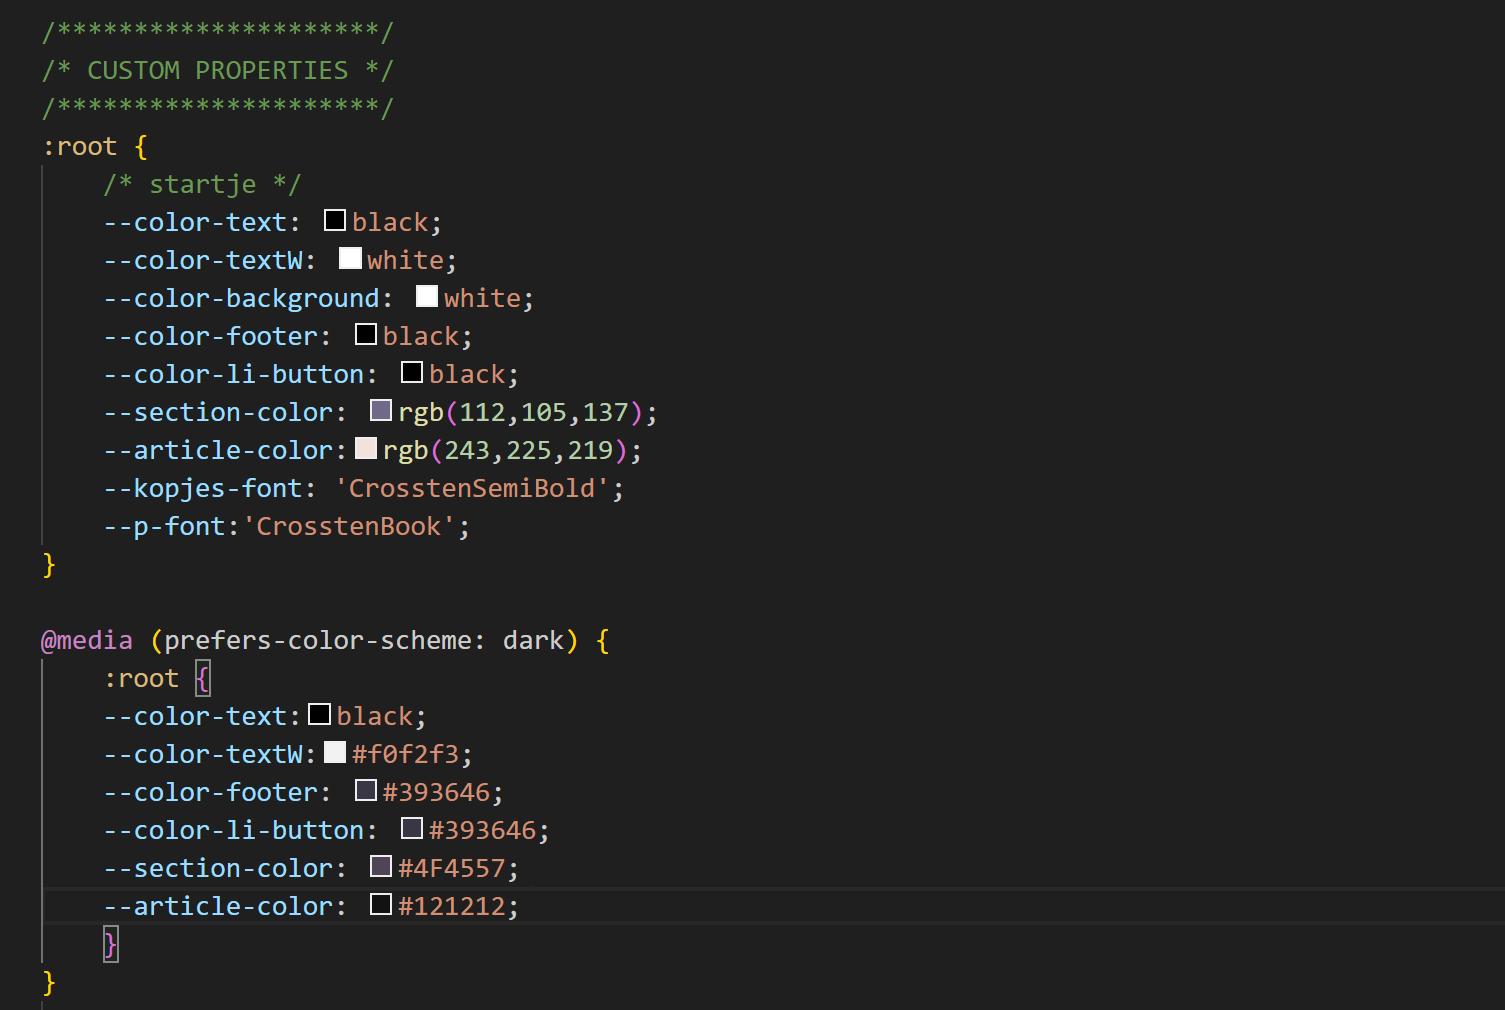 /*********************/
/* CUSTOM PROPERTIES */
/*********************/
:root {
    /* startje */
    --color-text: black;
    --color-textW: white;
    --color-background: white;
    --color-footer: black;
    --color-li-button: black;
    --section-color: rgb(112,105,137);
    --article-color:rgb(243,225,219);
    --kopjes-font: 'CrosstenSemiBold';
    --p-font:'CrosstenBook';
}

@media (prefers-color-scheme: dark) {
    :root {
    --color-text:black;
    --color-textW:#f0f2f3;
    --color-footer: #393646;
    --color-li-button: #393646;
    --section-color: #4F4557;
    --article-color: #121212;
    }
}